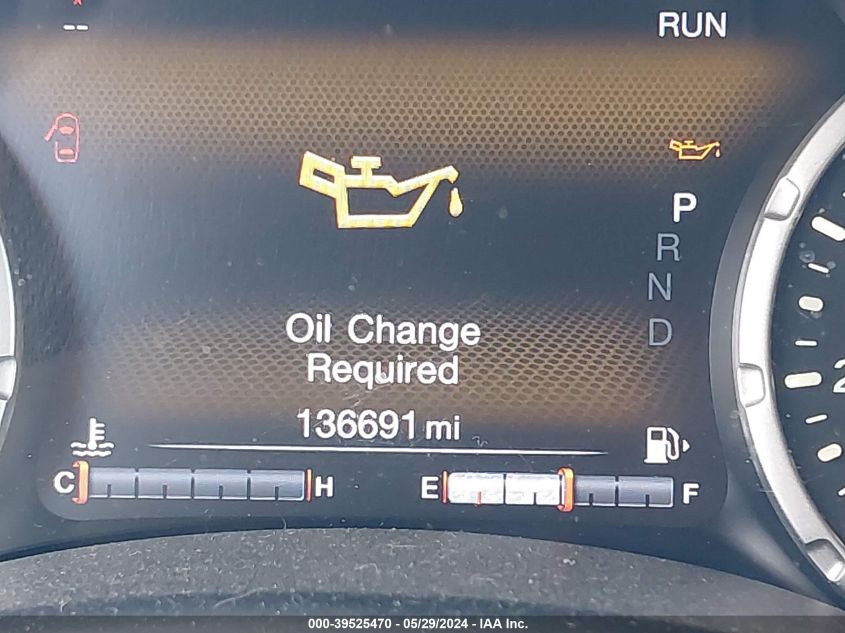 RUN
--
P
R
N
D
Oil Change
Required
136691 mi
C H E F
000-39525470 - 05/29/2024 - IAA Inc.